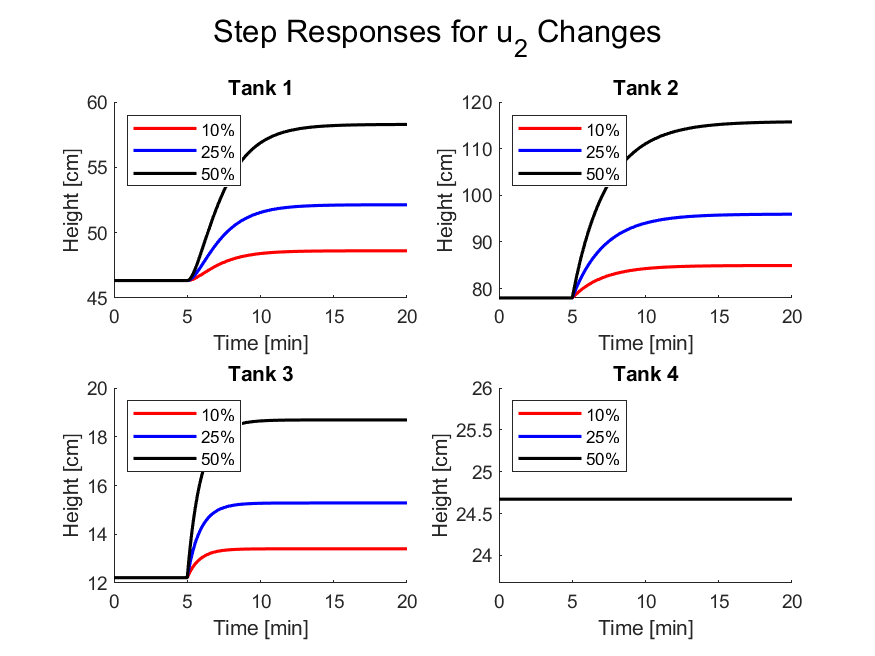 Step Responses for u2 Changes
Tank 1
60
55
50
45
Height [cm]
10%
25%
50%
0 5 10 15 20
Time [min]
Tank 2
120
110
100
90
80
Height [cm]
10%
25%
50%
0 5 10 15 20
Time [min]
Tank 3
20
18
16
14
12
Height [cm]
10%
25%
50%
0 5 10 15 20
Time [min]
Tank 4
26
25.5
25
24.5
24
Height [cm]
10%
25%
50%
0 5 10 15 20
Time [min]